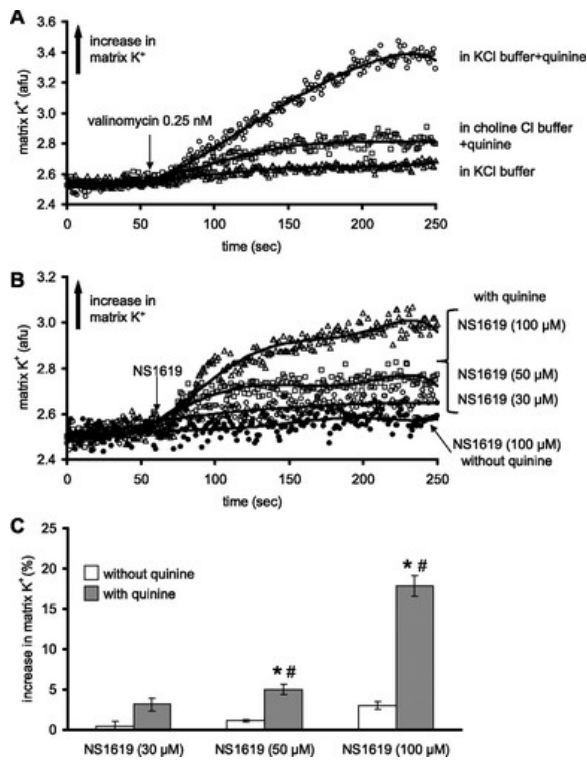 A
increase in
matrix K+
3.8
3.4
3.0
2.6
2.4
matrix K+ (afu)
valinomycin 0.25 nM
in KCl buffer+quinine
in choline Cl buffer
+quinine
in KCl buffer
0 50 100 150 200 250
time (sec)
B
increase in
matrix K+
3.2
3.0
2.8
2.6
2.4
matrix K+ (afu)
NS1619
with quinine
NS1619 (100 µM)
NS1619 (50 µM)
NS1619 (30 µM)
NS1619 (100 µM)
without quinine
0 50 100 150 200 250
time (sec)
C
25
20
15
10
5
0
increase in matrix K+ (%)
without quinine
with quinine
* #
* #
NS1619 (30 µM) NS1619 (50 µM) NS1619 (100 µM)